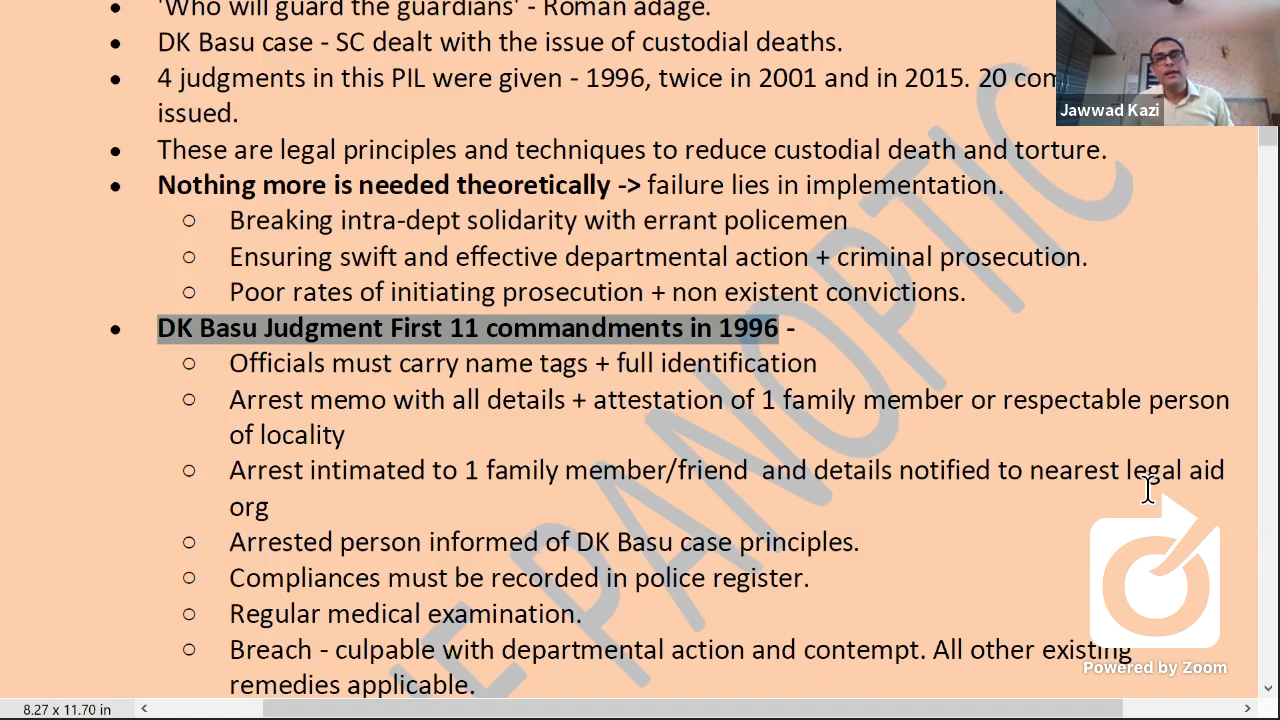 'Who will guard the guardians' - Roman adage.
DK Basu case - SC dealt with the issue of custodial deaths.
4 judgments in this PIL were given - 1996, twice in 2001 and in 2015. 20
issued.
Jawwad Kazi
These are legal principles and techniques to reduce custodial death and torture.
Nothing more is needed theoretically -> failure lies in implementation.
Breaking intra-dept solidarity with errant policemen
Ensuring swift and effective departmental action + criminal prosecution.
Poor rates of initiating prosecution + non existent convictions.
DK Basu Judgment First 11 commandments in 1996 -
Officials must carry name tags + full identification
Arrest memo with all details + attestation of 1 family member or respectable person
of locality
Arrest intimated to 1 family member/friend and details notified to nearest legal aid
org
Arrested person informed of DK Basu case principles.
Compliances must be recorded in police register.
Regular medical examination.
Breach - culpable with departmental action and contempt. All other existing
remedies applicable.
PANOPTIC
Powered by Zoom
8.27 x 11.70 in